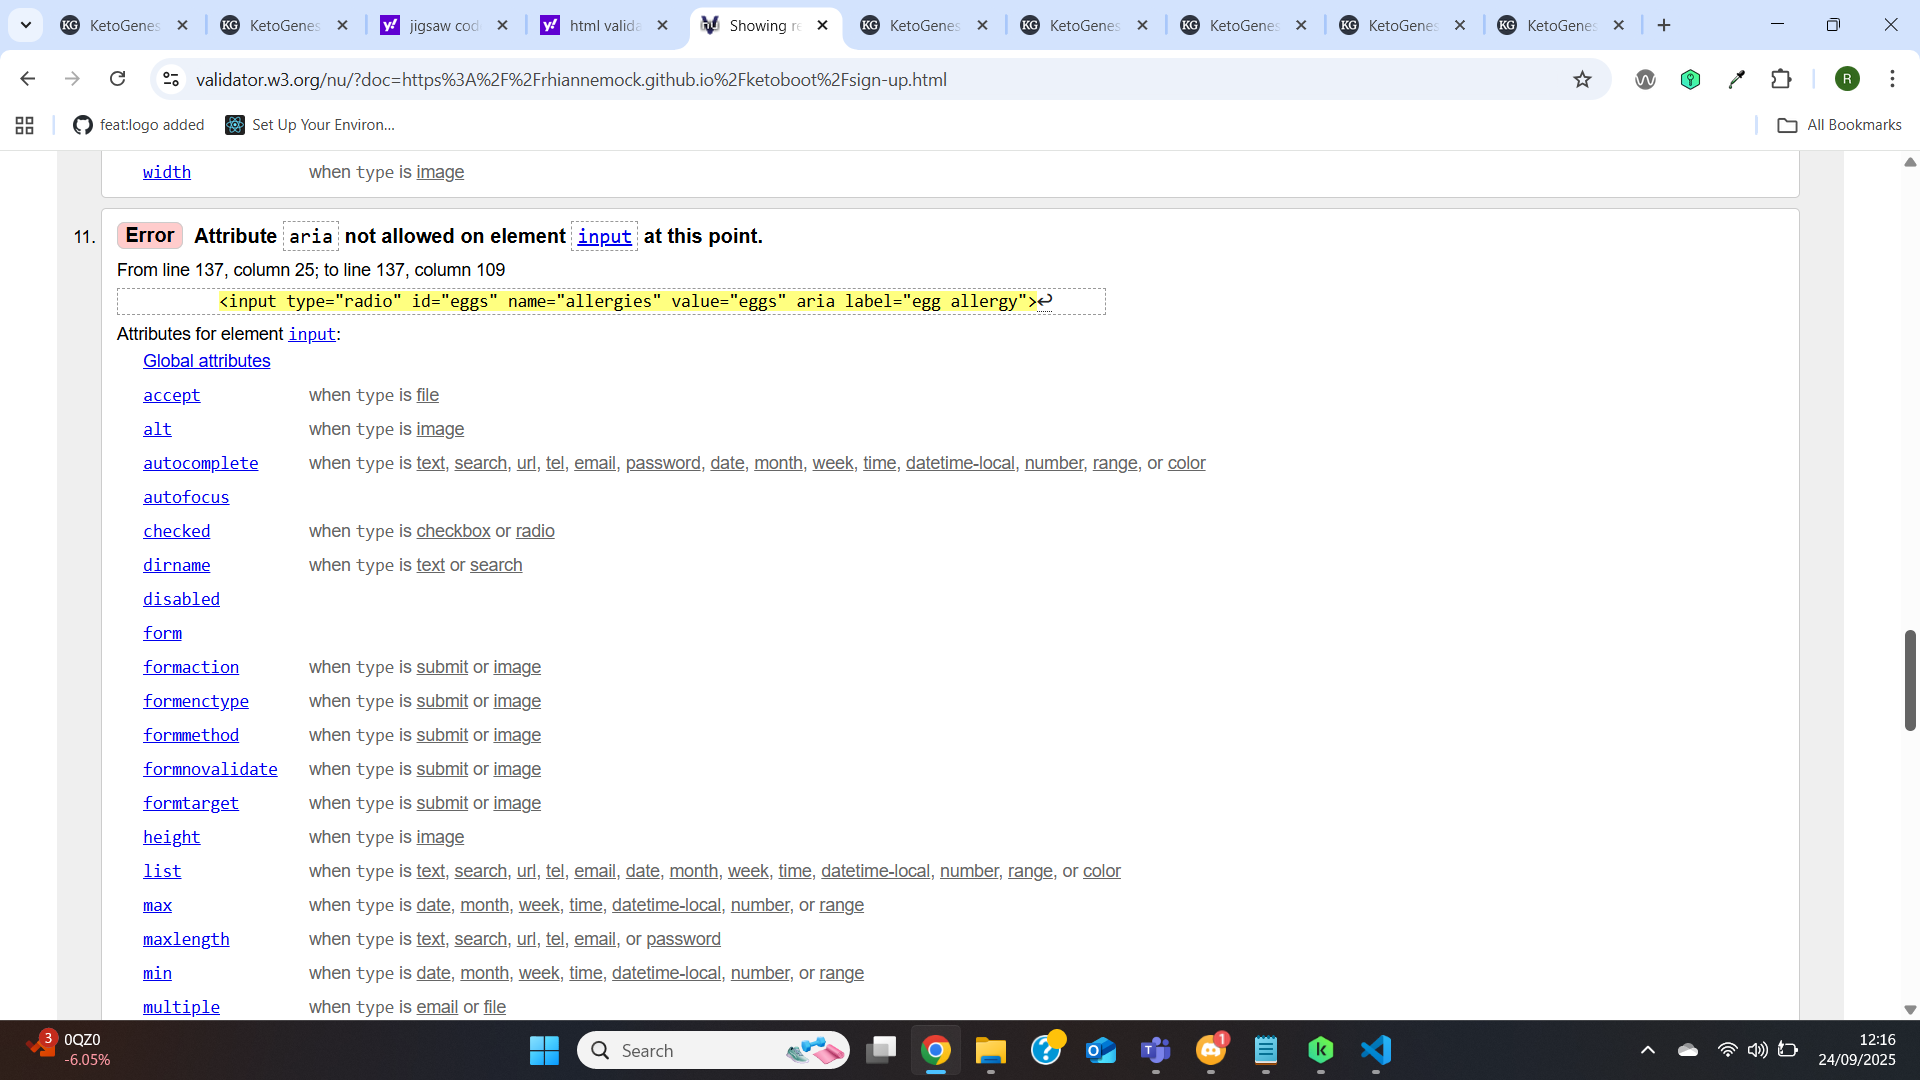 KetoGenes
KetoGenes
jigsaw cod
html valida
Showing re
KetoGenes
KetoGenes
KetoGenes
KetoGenes
KetoGenes
validator.w3.org/nu/?doc=https%3A%2F%2Frhiannemock.github.io%2Fketoboot%2Fsign-up.html
R
feat:logo added
Set Up Your Environ...
All Bookmarks
width when type is image
11. Error Attribute aria not allowed on element input at this point.
From line 137, column 25; to line 137, column 109
<input type="radio" id="eggs" name="allergies" value="eggs" aria label="egg allergy">↩
Attributes for element input:
Global attributes
accept when type is file
alt when type is image
autocomplete when type is text, search, url, tel, email, password, date, month, week, time, datetime-local, number, range, or color
autofocus
checked when type is checkbox or radio
dirname when type is text or search
disabled
form
formaction when type is submit or image
formenctype when type is submit or image
formmethod when type is submit or image
formnovalidate when type is submit or image
formtarget when type is submit or image
height when type is image
list when type is text, search, url, tel, email, date, month, week, time, datetime-local, number, range, or color
max when type is date, month, week, time, datetime-local, number, or range
maxlength when type is text, search, url, tel, email, or password
min when type is date, month, week, time, datetime-local, number, or range
multiple when type is email or file
3
0QZ0
-6.05%
Search
1
12:16
24/09/2025